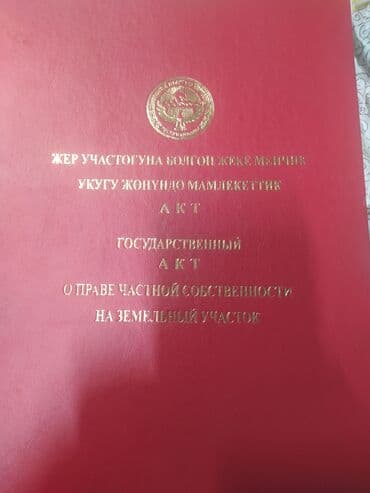 ЖЕР УЧАСТОГУНА БОЛГОН ЖЕКЕ МЕНЧИК
УКУГУ ЖОНУНДО МАМЛЕКЕТТИК
АКТ
ГОСУДАРСТВЕННЫЙ
АКТ
О ПРАВЕ ЧАСТНОЙ СОБСТВЕННОСТИ
НА ЗЕМЕЛЬНЫЙ УЧАСТОК